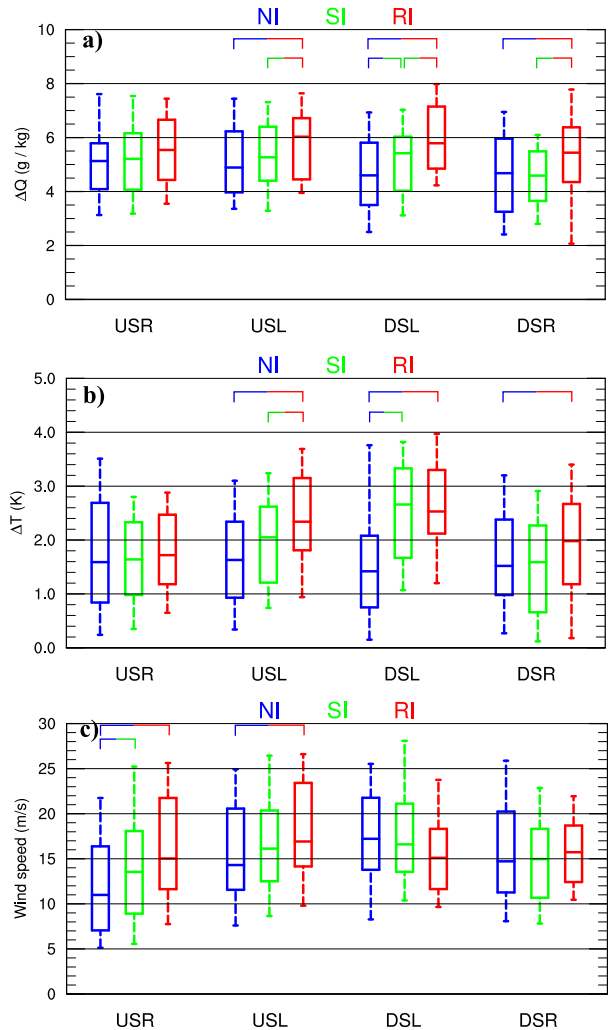 NI SI RI
a)
10
8
6
4
2
0
ΔQ (g / kg)
USR USL DSL DSR
NI SI RI
b)
5.0
4.0
3.0
2.0
1.0
0.0
ΔT (K)
USR USL DSL DSR
NI SI RI
c)
30
25
20
15
10
5
0
Wind speed (m/s)
USR USL DSL DSR